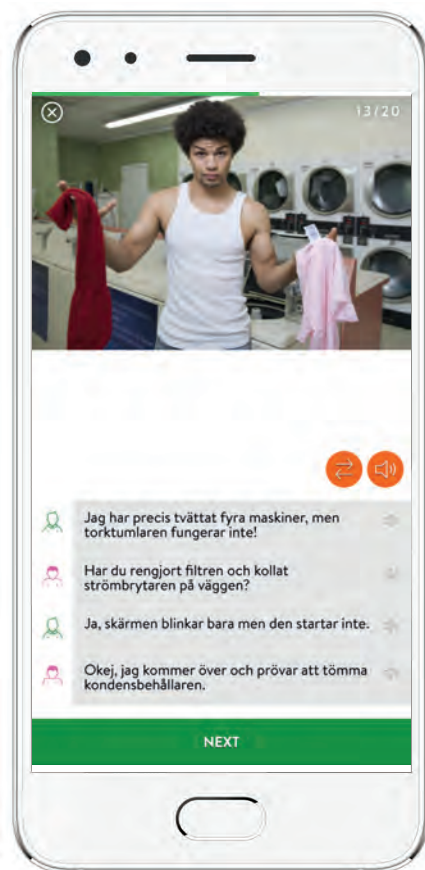 13/20
Jag har precis tvättat fyra maskiner, men
torktumlaren fungerar inte!
Har du rengjort filtren och kollat
strömbrytaren på väggen?
Ja, skärmen blinkar bara men den startar inte.
Okej, jag kommer över och prövar att tömma
kondensbehållaren.
NEXT